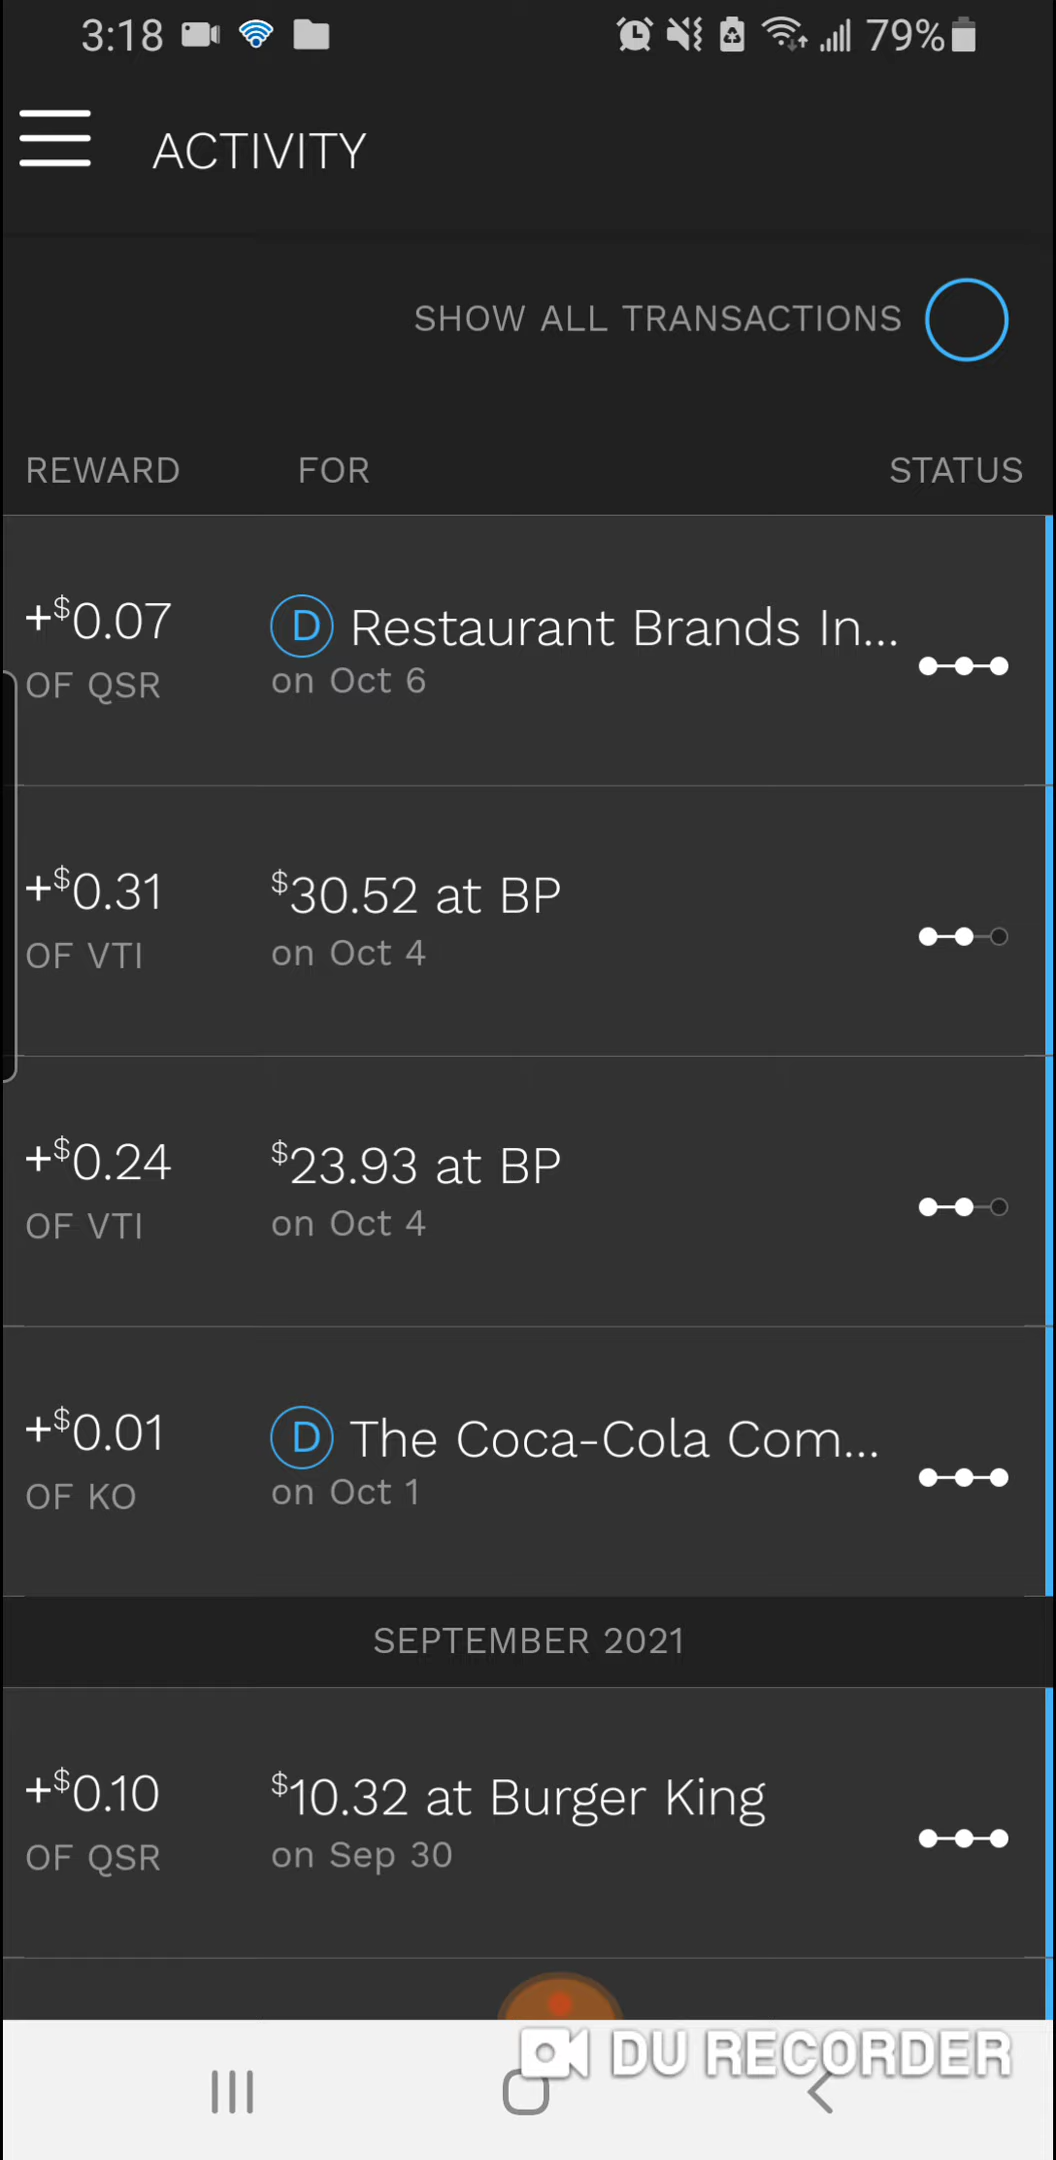 3:18 79%
ACTIVITY
SHOW ALL TRANSACTIONS
REWARD FOR STATUS
+$0.07 D Restaurant Brands In...
OF QSR on Oct 6
+$0.31 $30.52 at BP
OF VTI on Oct 4
+$0.24 $23.93 at BP
OF VTI on Oct 4
+$0.01 D The Coca-Cola Com...
OF KO on Oct 1
SEPTEMBER 2021
+$0.10 $10.32 at Burger King
OF QSR on Sep 30
DU RECORDER